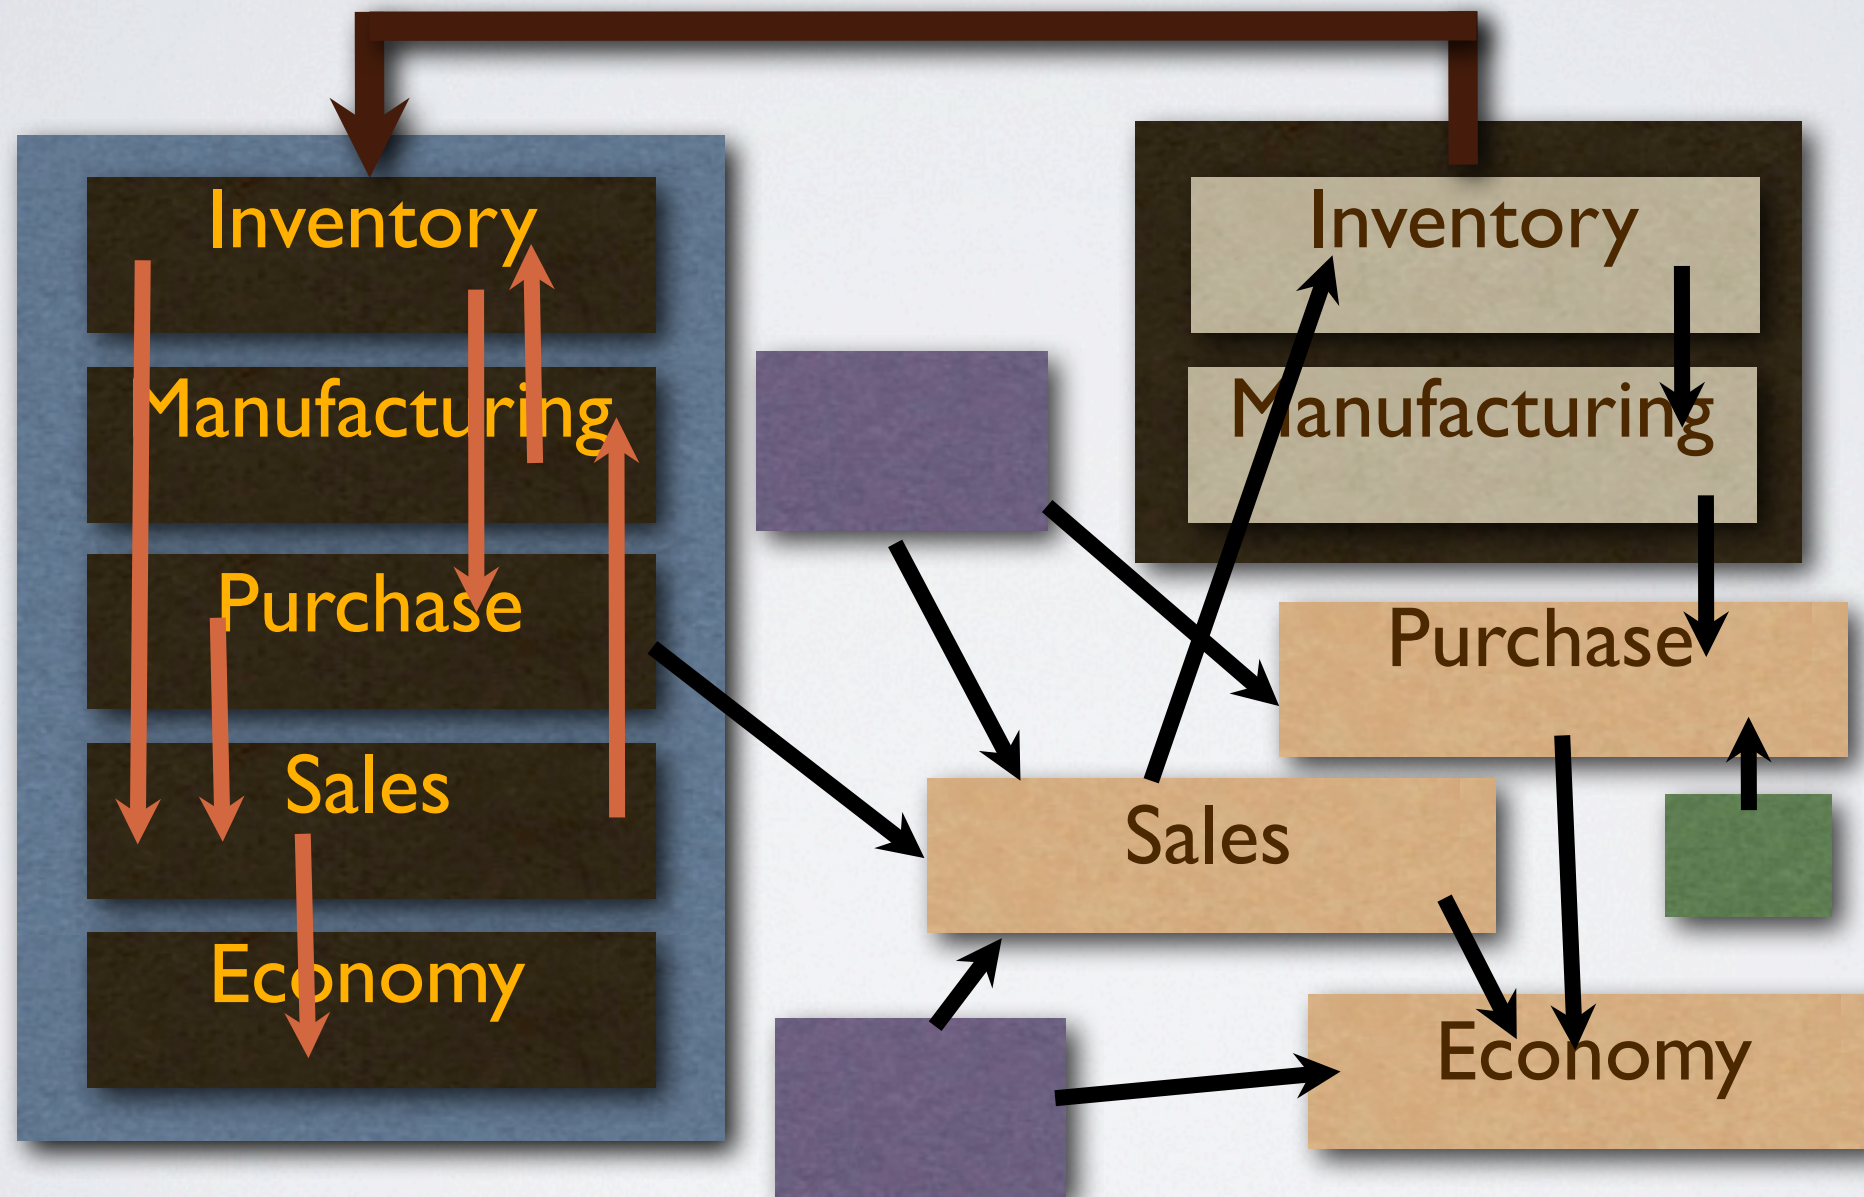 Inventory
Manufacturing
Purchase
Sales
Economy
Inventory
Manufacturing
Purchase
Sales
Economy